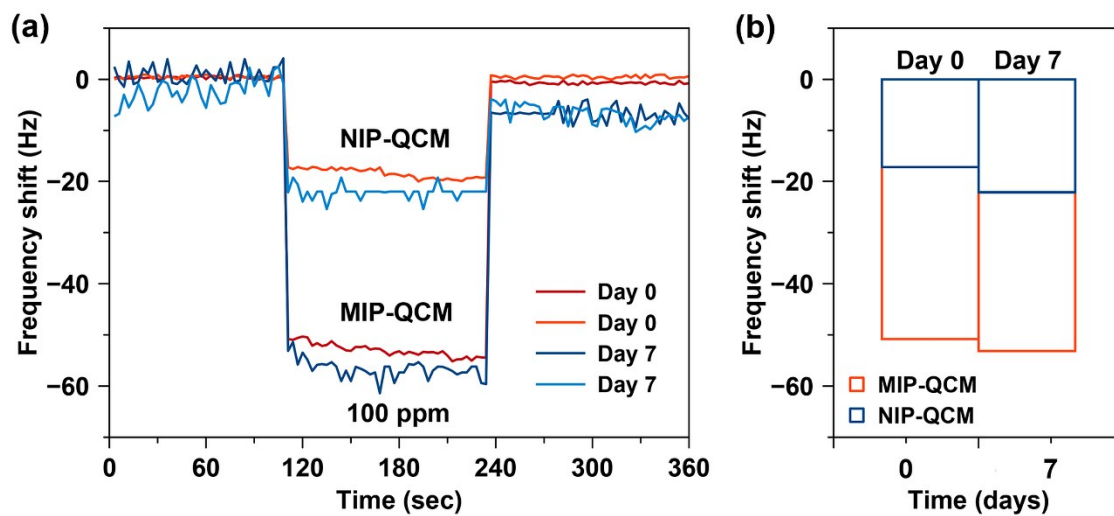 (a)
Frequency shift (Hz)
0
−20
−40
−60
NIP-QCM
MIP-QCM
100 ppm
Day 0
Day 0
Day 7
Day 7
0 60 120 180 240 300 360
Time (sec)
(b)
Frequency shift (Hz)
0
−20
−40
−60
Day 0 Day 7
MIP-QCM
NIP-QCM
0 7
Time (days)